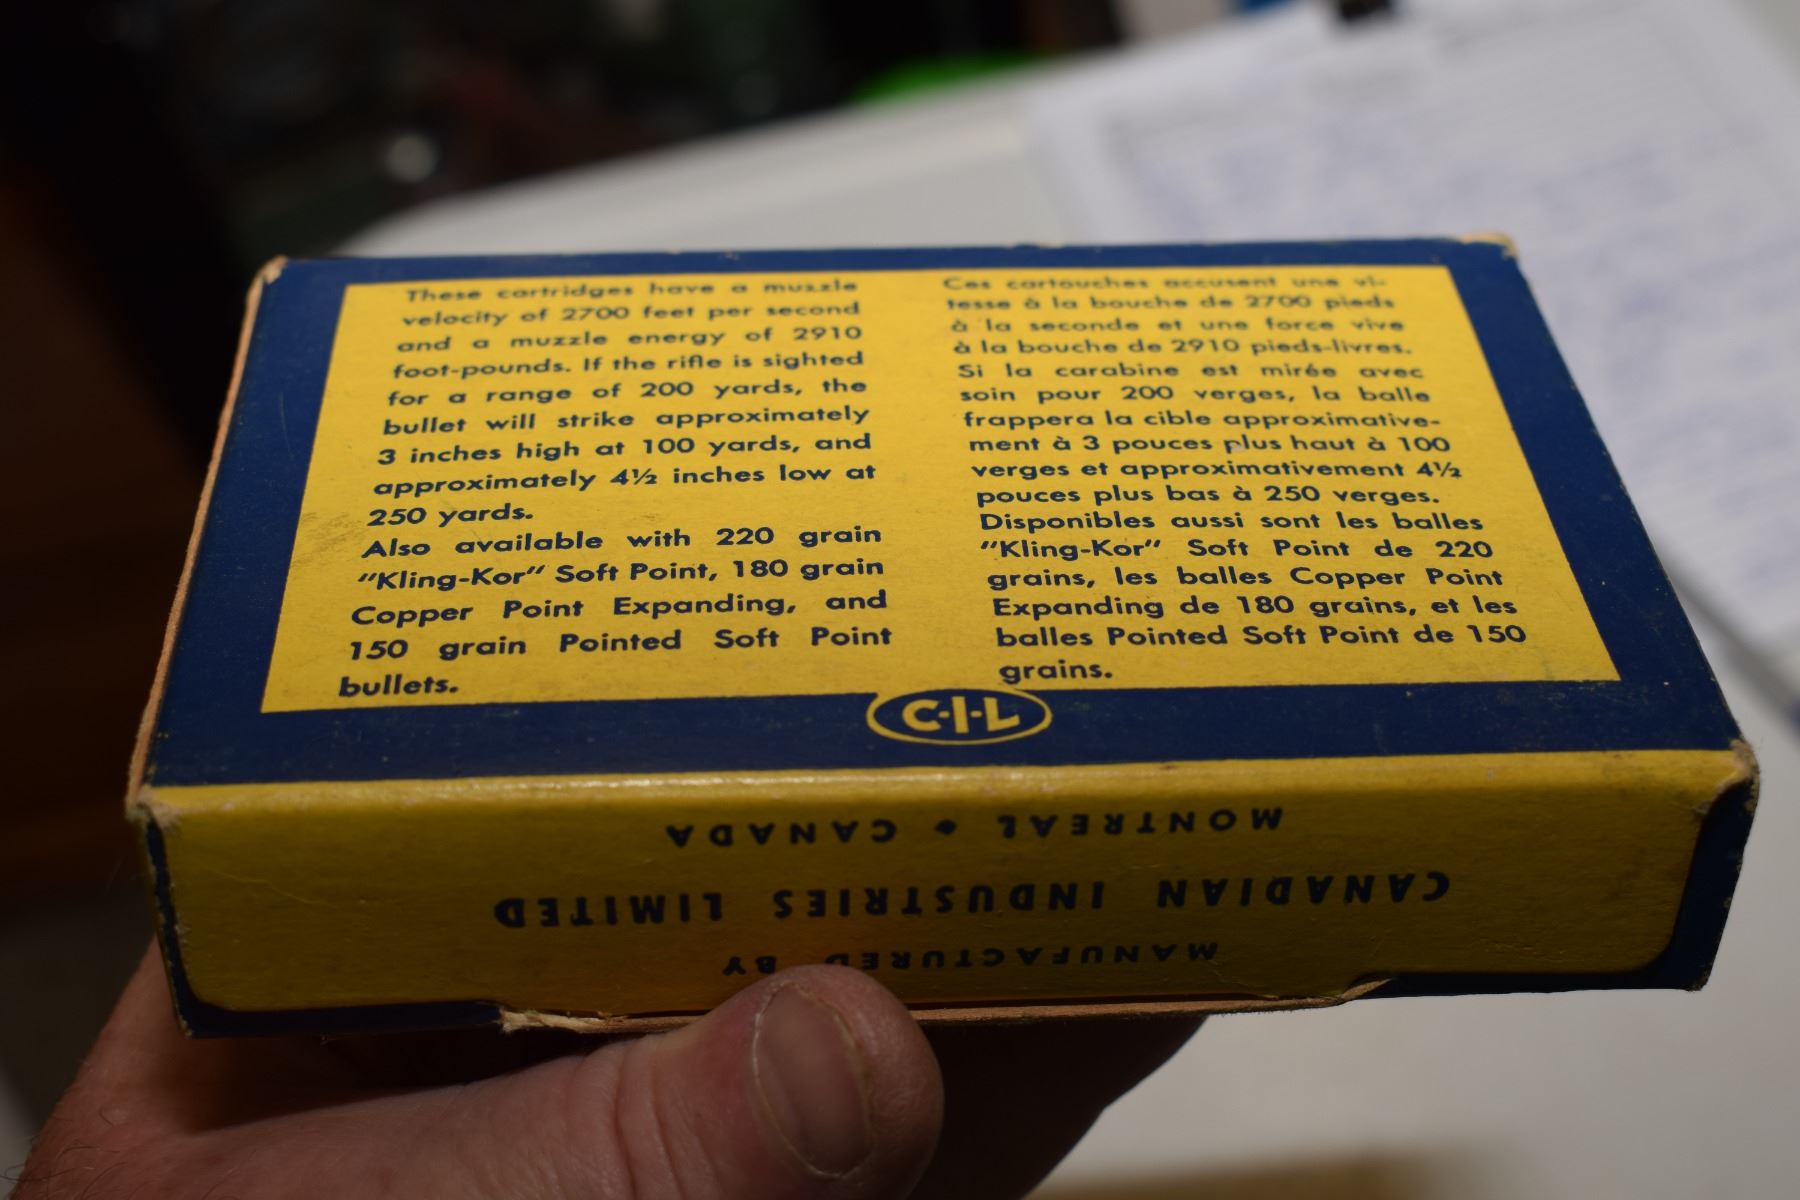 These cartridges have a muzzle
velocity of 2700 feet per second
and a muzzle energy of 2910
foot-pounds. If the rifle is sighted
for a range of 200 yards, the
bullet will strike approximately
3 inches high at 100 yards, and
approximately 4½ inches low at
250 yards.
Also available with 220 grain
"Kling-Kor" Soft Point, 180 grain
Copper Point Expanding, and
150 grain Pointed Soft Point
bullets.
Ces cartouches accusent une vi-
tesse à la bouche de 2700 pieds
à la seconde et une force vive
à la bouche de 2910 pieds-livres.
Si la carabine est mirée avec
soin pour 200 verges, la balle
frappera la cible approximative-
ment à 3 pouces plus haut à 100
verges et approximativement 4½
pouces plus bas à 250 verges.
Disponibles aussi sont les balles
"Kling-Kor" Soft Point de 220
grains, les balles Copper Point
Expanding de 180 grains, et les
balles Pointed Soft Point de 150
grains.
C·I·L
MANUFACTURED BY
CANADIAN INDUSTRIES LIMITED
MONTREAL • CANADA